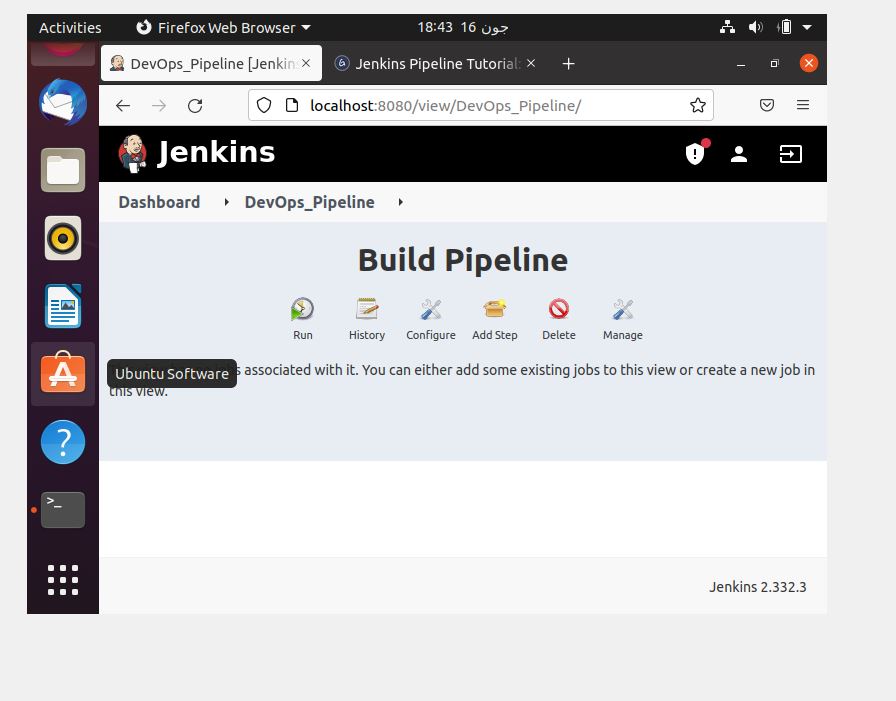 Activities Firefox Web Browser 18:43 16 جون
DevOps_Pipeline [Jenkin Jenkins Pipeline Tutorial:
localhost:8080/view/DevOps_Pipeline/
Jenkins
Dashboard DevOps_Pipeline
Build Pipeline
Run History Configure Add Step Delete Manage
Ubuntu Software
associated with it. You can either add some existing jobs to this view or create a new job in
this view.
Jenkins 2.332.3